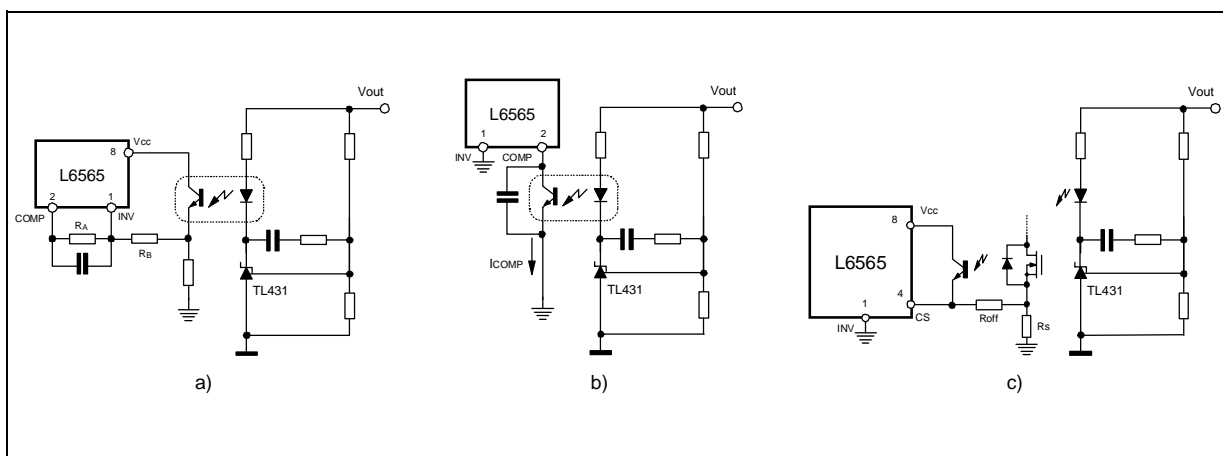 Vout
Vcc
8
L6565
2
1
COMP
INV
RA
RB
TL431
a)
Vout
L6565
1
2
INV
COMP
ICOMP
TL431
b)
Vout
Vcc
8
L6565
4
1
CS
INV
Roff
Rs
TL431
c)